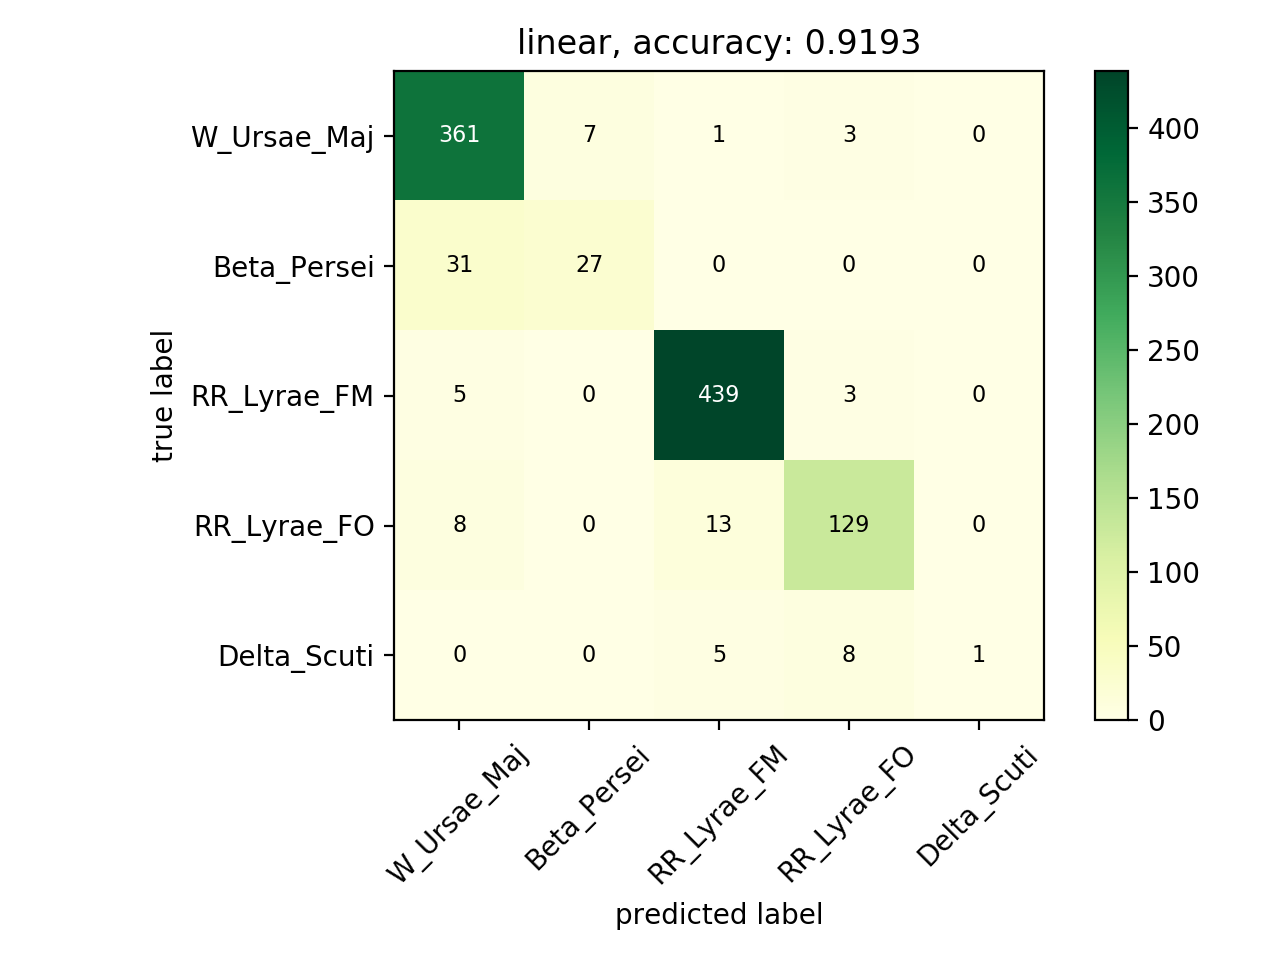 linear, accuracy: 0.9193
W_Ursae_Maj 361 7 1 3 0
Beta_Persei 31 27 0 0 0
RR_Lyrae_FM 5 0 439 3 0
RR_Lyrae_FO 8 0 13 129 0
Delta_Scuti 0 0 5 8 1
true label
W_Ursae_Maj Beta_Persei RR_Lyrae_FM RR_Lyrae_FO Delta_Scuti
predicted label
400
350
300
250
200
150
100
50
0